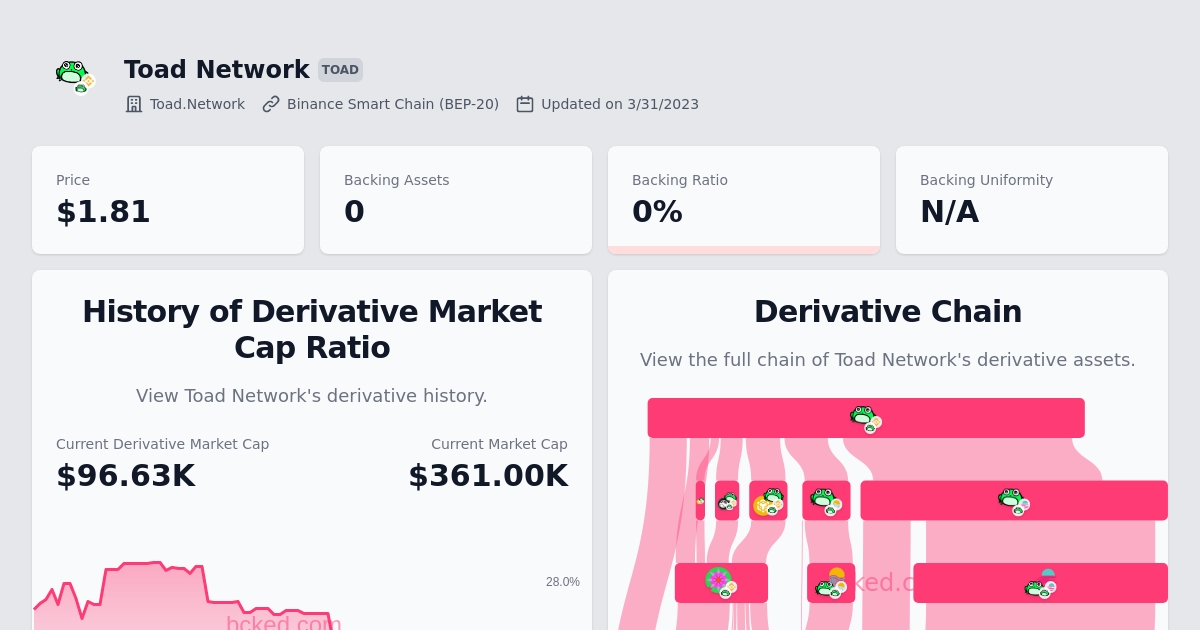 Toad Network TOAD
Toad.Network Binance Smart Chain (BEP-20) Updated on 3/31/2023
Price
$1.81
Backing Assets
0
Backing Ratio
0%
Backing Uniformity
N/A
History of Derivative Market
Cap Ratio
View Toad Network's derivative history.
Current Derivative Market Cap
$96.63K
Current Market Cap
$361.00K
28.0%
bcked.com
Derivative Chain
View the full chain of Toad Network's derivative assets.